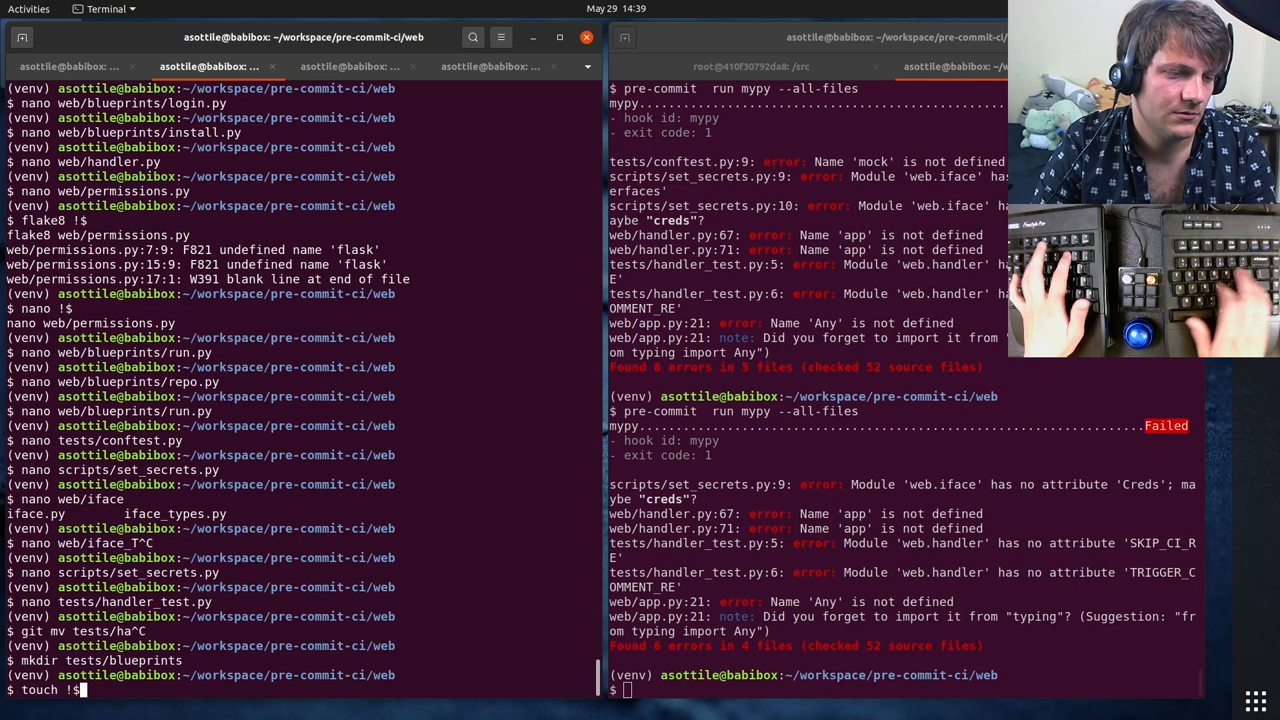 Activities
Terminal
May 29 14:39
asottile@babibox: ~/workspace/pre-commit-ci/web
asottile@babibox: ...
asottile@babibox: ...
asottile@babibox: ...
asottile@babibox: ...
(venv) asottile@babibox:~/workspace/pre-commit-ci/web
$ nano web/blueprints/login.py
(venv) asottile@babibox:~/workspace/pre-commit-ci/web
$ nano web/blueprints/install.py
(venv) asottile@babibox:~/workspace/pre-commit-ci/web
$ nano web/handler.py
(venv) asottile@babibox:~/workspace/pre-commit-ci/web
$ nano web/permissions.py
(venv) asottile@babibox:~/workspace/pre-commit-ci/web
$ flake8 !$
flake8 web/permissions.py
web/permissions.py:7:9: F821 undefined name 'flask'
web/permissions.py:15:9: F821 undefined name 'flask'
web/permissions.py:17:1: W391 blank line at end of file
(venv) asottile@babibox:~/workspace/pre-commit-ci/web
$ nano !$
nano web/permissions.py
(venv) asottile@babibox:~/workspace/pre-commit-ci/web
$ nano web/blueprints/run.py
(venv) asottile@babibox:~/workspace/pre-commit-ci/web
$ nano web/blueprints/repo.py
(venv) asottile@babibox:~/workspace/pre-commit-ci/web
$ nano web/blueprints/run.py
(venv) asottile@babibox:~/workspace/pre-commit-ci/web
$ nano tests/conftest.py
(venv) asottile@babibox:~/workspace/pre-commit-ci/web
$ nano scripts/set_secrets.py
(venv) asottile@babibox:~/workspace/pre-commit-ci/web
$ nano web/iface
iface.py        iface_types.py
(venv) asottile@babibox:~/workspace/pre-commit-ci/web
$ nano web/iface_T^C
(venv) asottile@babibox:~/workspace/pre-commit-ci/web
$ nano scripts/set_secrets.py
(venv) asottile@babibox:~/workspace/pre-commit-ci/web
$ nano tests/handler_test.py
(venv) asottile@babibox:~/workspace/pre-commit-ci/web
$ git mv tests/ha^C
(venv) asottile@babibox:~/workspace/pre-commit-ci/web
$ mkdir tests/blueprints
(venv) asottile@babibox:~/workspace/pre-commit-ci/web
$ touch !$
asottile@babibox: ~/workspace/pre-commit-ci/
root@410f30792da8: /src
asottile@babibox: ~/w
$ pre-commit  run mypy --all-files
mypy....................................................
- hook id: mypy
- exit code: 1
tests/conftest.py:9: error: Name 'mock' is not defined
scripts/set_secrets.py:9: error: Module 'web.iface' has
erfaces'
scripts/set_secrets.py:10: error: Module 'web.iface' ha
aybe "creds"?
web/handler.py:67: error: Name 'app' is not defined
web/handler.py:71: error: Name 'app' is not defined
tests/handler_test.py:5: error: Module 'web.handler' ha
E'
tests/handler_test.py:6: error: Module 'web.handler' ha
OMMENT_RE'
web/app.py:21: error: Name 'Any' is not defined
web/app.py:21: note: Did you forget to import it from "
om typing import Any")
Found 8 errors in 5 files (checked 52 source files)
(venv) asottile@babibox:~/workspace/pre-commit-ci/web
$ pre-commit  run mypy --all-files
mypy.....................................................................Failed
- hook id: mypy
- exit code: 1
scripts/set_secrets.py:9: error: Module 'web.iface' has no attribute 'Creds'; ma
ybe "creds"?
web/handler.py:67: error: Name 'app' is not defined
web/handler.py:71: error: Name 'app' is not defined
tests/handler_test.py:5: error: Module 'web.handler' has no attribute 'SKIP_CI_R
E'
tests/handler_test.py:6: error: Module 'web.handler' has no attribute 'TRIGGER_C
OMMENT_RE'
web/app.py:21: error: Name 'Any' is not defined
web/app.py:21: note: Did you forget to import it from "typing"? (Suggestion: "fr
om typing import Any")
Found 6 errors in 4 files (checked 52 source files)
(venv) asottile@babibox:~/workspace/pre-commit-ci/web
$